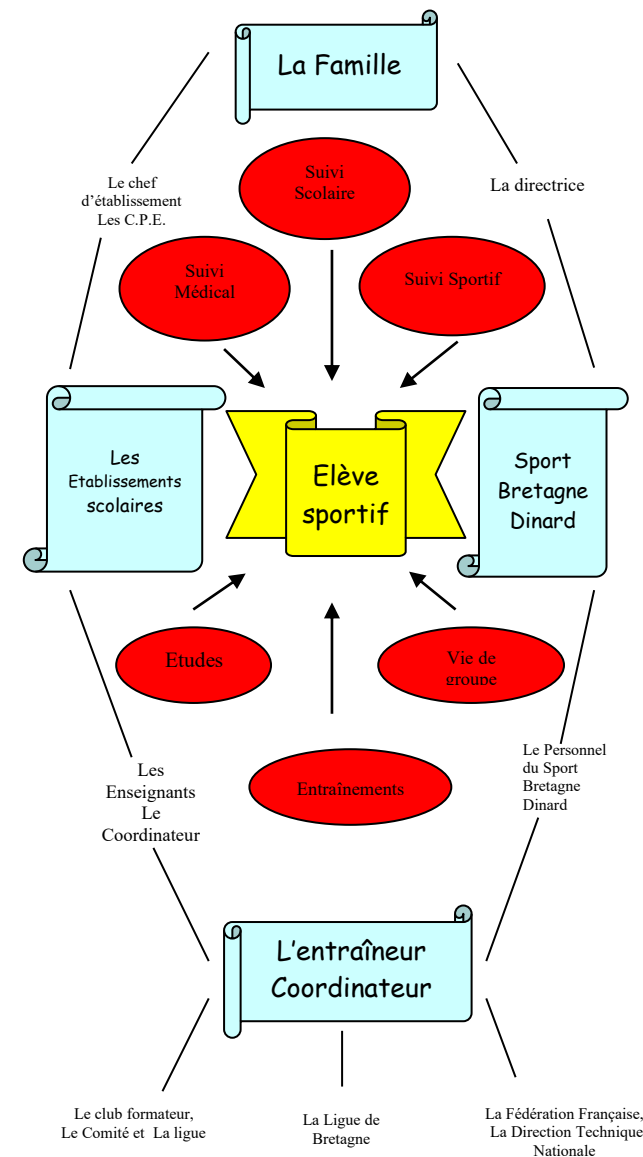 La Famille
Suivi
Scolaire
Le chef
d'établissement
Les C.P.E.
La directrice
Suivi
Médical
Suivi Sportif
Les
Etablissements
scolaires
Elève
sportif
Sport
Bretagne
Dinard
Etudes
Vie de
groupe
Les
Enseignants
Le
Coordinateur
Entraînements
Le Personnel
du Sport
Bretagne
Dinard
L'entraîneur
Coordinateur
Le club formateur,
Le Comité et La ligue
La Ligue de
Bretagne
La Fédération Française,
La Direction Technique
Nationale